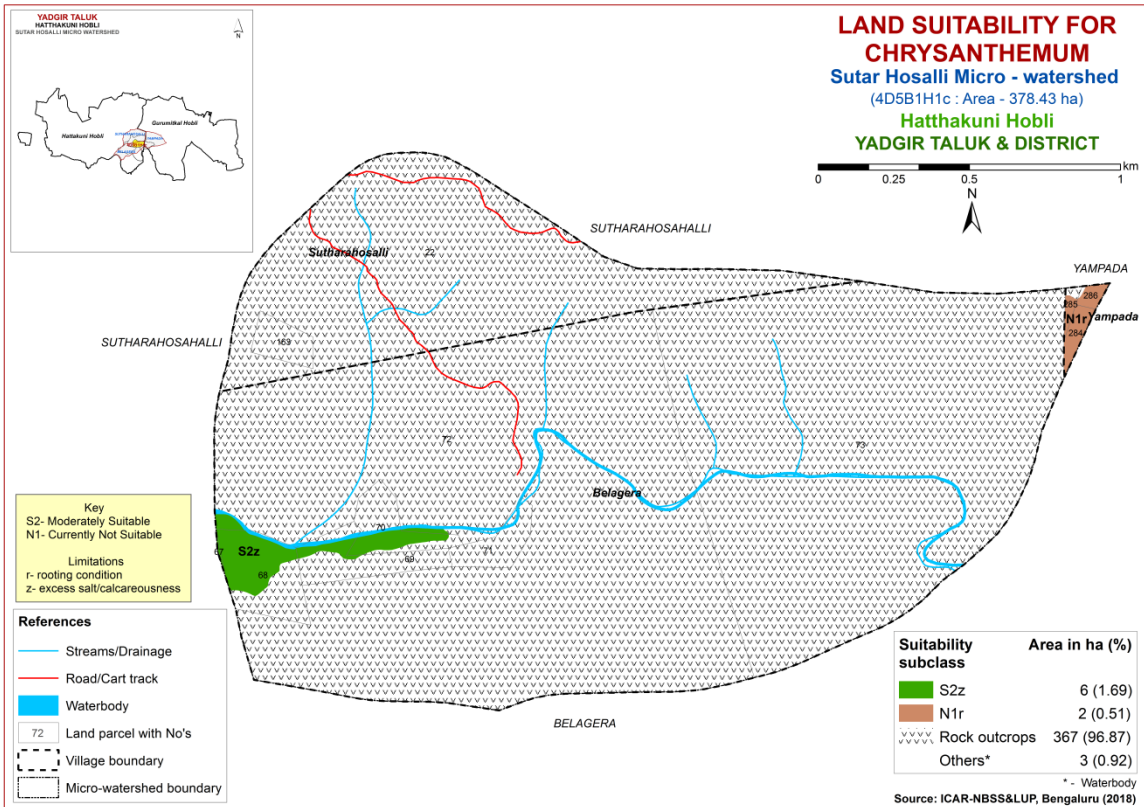 YADGIR TALUK
HATTHAKUNI HOBLI
SUTAR HOSALLI MICRO WATERSHED
N
Gurumitkal Hobli
Hattakuni Hobli
LAND SUITABILITY FOR
CHRYSANTHEMUM
Sutar Hosalli Micro - watershed
(4D5B1H1c : Area - 378.43 ha)
Hatthakuni Hobli
YADGIR TALUK & DISTRICT
km
0 0.25 0.5 1
N
SUTHARAHOSAHALLI
Sutharahosalli
22
YAMPADA
286
285
N1r
Yampada
284
SUTHARAHOSAHALLI
163
72
73
Belagera
70
67
S2z
71
69
68
BELAGERA
Key
S2- Moderately Suitable
N1- Currently Not Suitable
Limitations
r- rooting condition
z- excess salt/calcareousness
References
Streams/Drainage
Road/Cart track
Waterbody
72 Land parcel with No's
Village boundary
Micro-watershed boundary
Suitability subclass Area in ha (%)
S2z 6 (1.69)
N1r 2 (0.51)
Rock outcrops 367 (96.87)
Others* 3 (0.92)
* - Waterbody
Source: ICAR-NBSS&LUP, Bengaluru (2018)